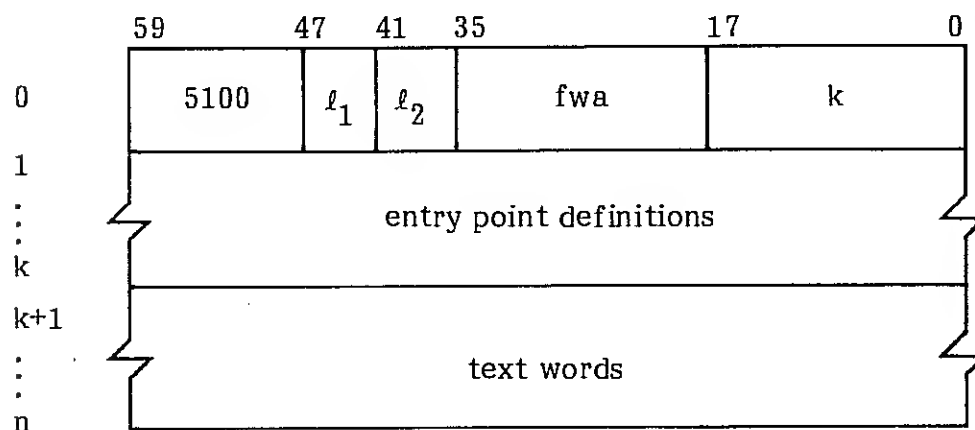 59 47 41 35 17 0
0 5100 ℓ1 ℓ2 fwa k
1
.
.
.
k
entry point definitions
k+1
.
.
.
n
text words